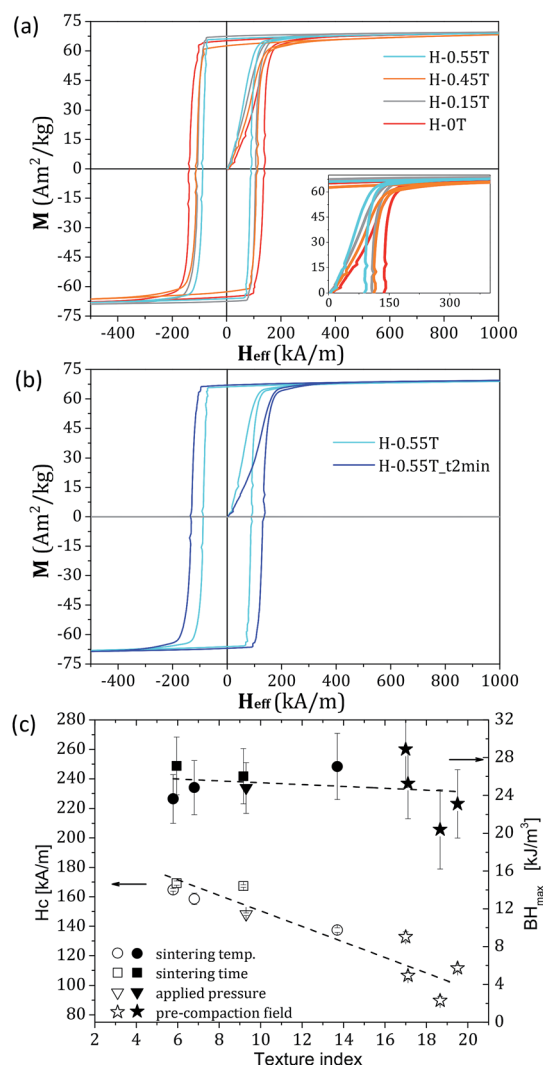 (a)
75
60
45
30
15
0
-15
-30
-45
-60
-75
M (Am²/kg)
H-0.55T
H-0.45T
H-0.15T
H-0T
60
45
30
15
0
0 150 300
-400 -200 0 200 400 600 800 1000
Heff (kA/m)
(b)
75
60
45
30
15
0
-15
-30
-45
-60
-75
M (Am²/kg)
H-0.55T
H-0.55T_t2min
-400 -200 0 200 400 600 800 1000
Heff (kA/m)
(c)
280
260
240
220
200
180
160
140
120
100
80
Hc [kA/m]
32
28
24
20
16
12
8
4
0
BHmax [kJ/m³]
sintering temp.
sintering time
applied pressure
pre-compaction field
2 4 6 8 10 12 14 16 18 20
Texture index